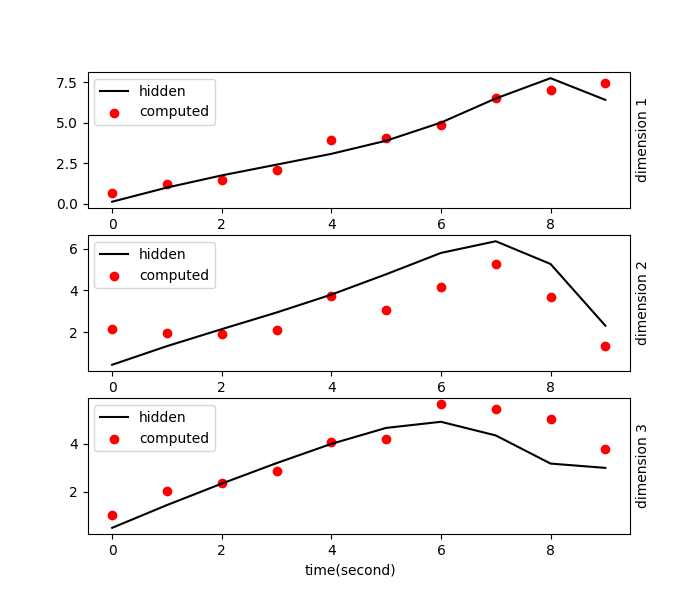 7.5
5.0
2.5
0.0
hidden
computed
dimension 1
0 2 4 6 8
6
4
2
hidden
computed
dimension 2
0 2 4 6 8
4
2
hidden
computed
dimension 3
0 2 4 6 8
time(second)